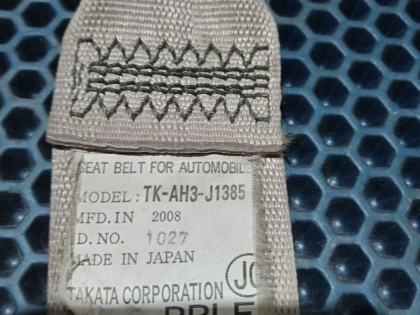 SEAT BELT FOR AUTOMOBIL
MODEL: TK-AH3-J1385
MFD. IN 2008
D. NO. 1027
MADE IN JAPAN
TAKATA CORPORATION